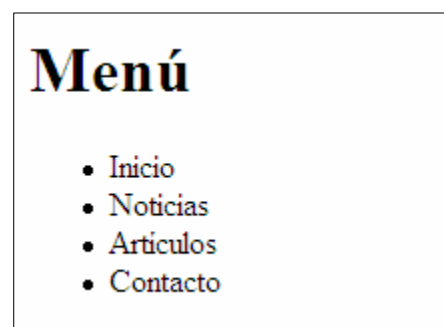 Menú
• Inicio
• Noticias
• Artículos
• Contacto